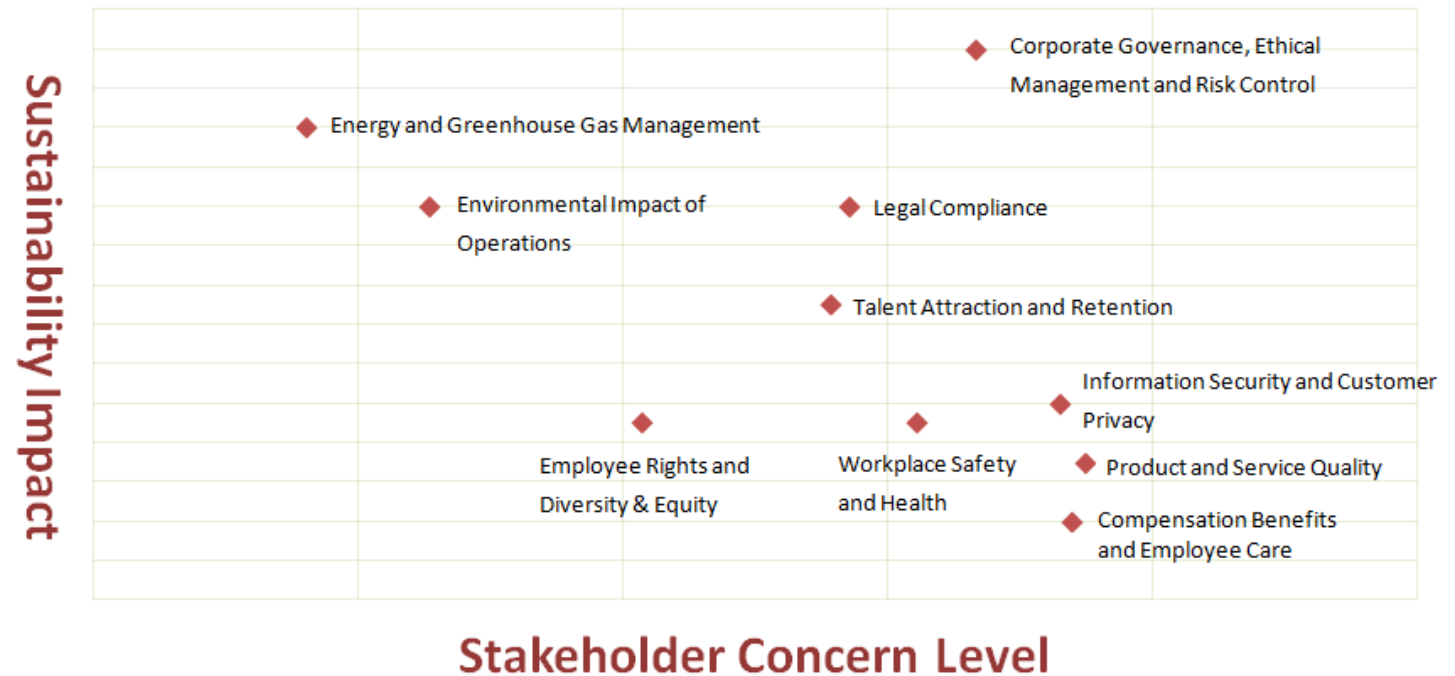 Sustainability Impact
Corporate Governance, Ethical
Management and Risk Control
Energy and Greenhouse Gas Management
Environmental Impact of
Operations
Legal Compliance
Talent Attraction and Retention
Information Security and Customer
Privacy
Employee Rights and
Diversity & Equity
Workplace Safety
and Health
Product and Service Quality
Compensation Benefits
and Employee Care
Stakeholder Concern Level